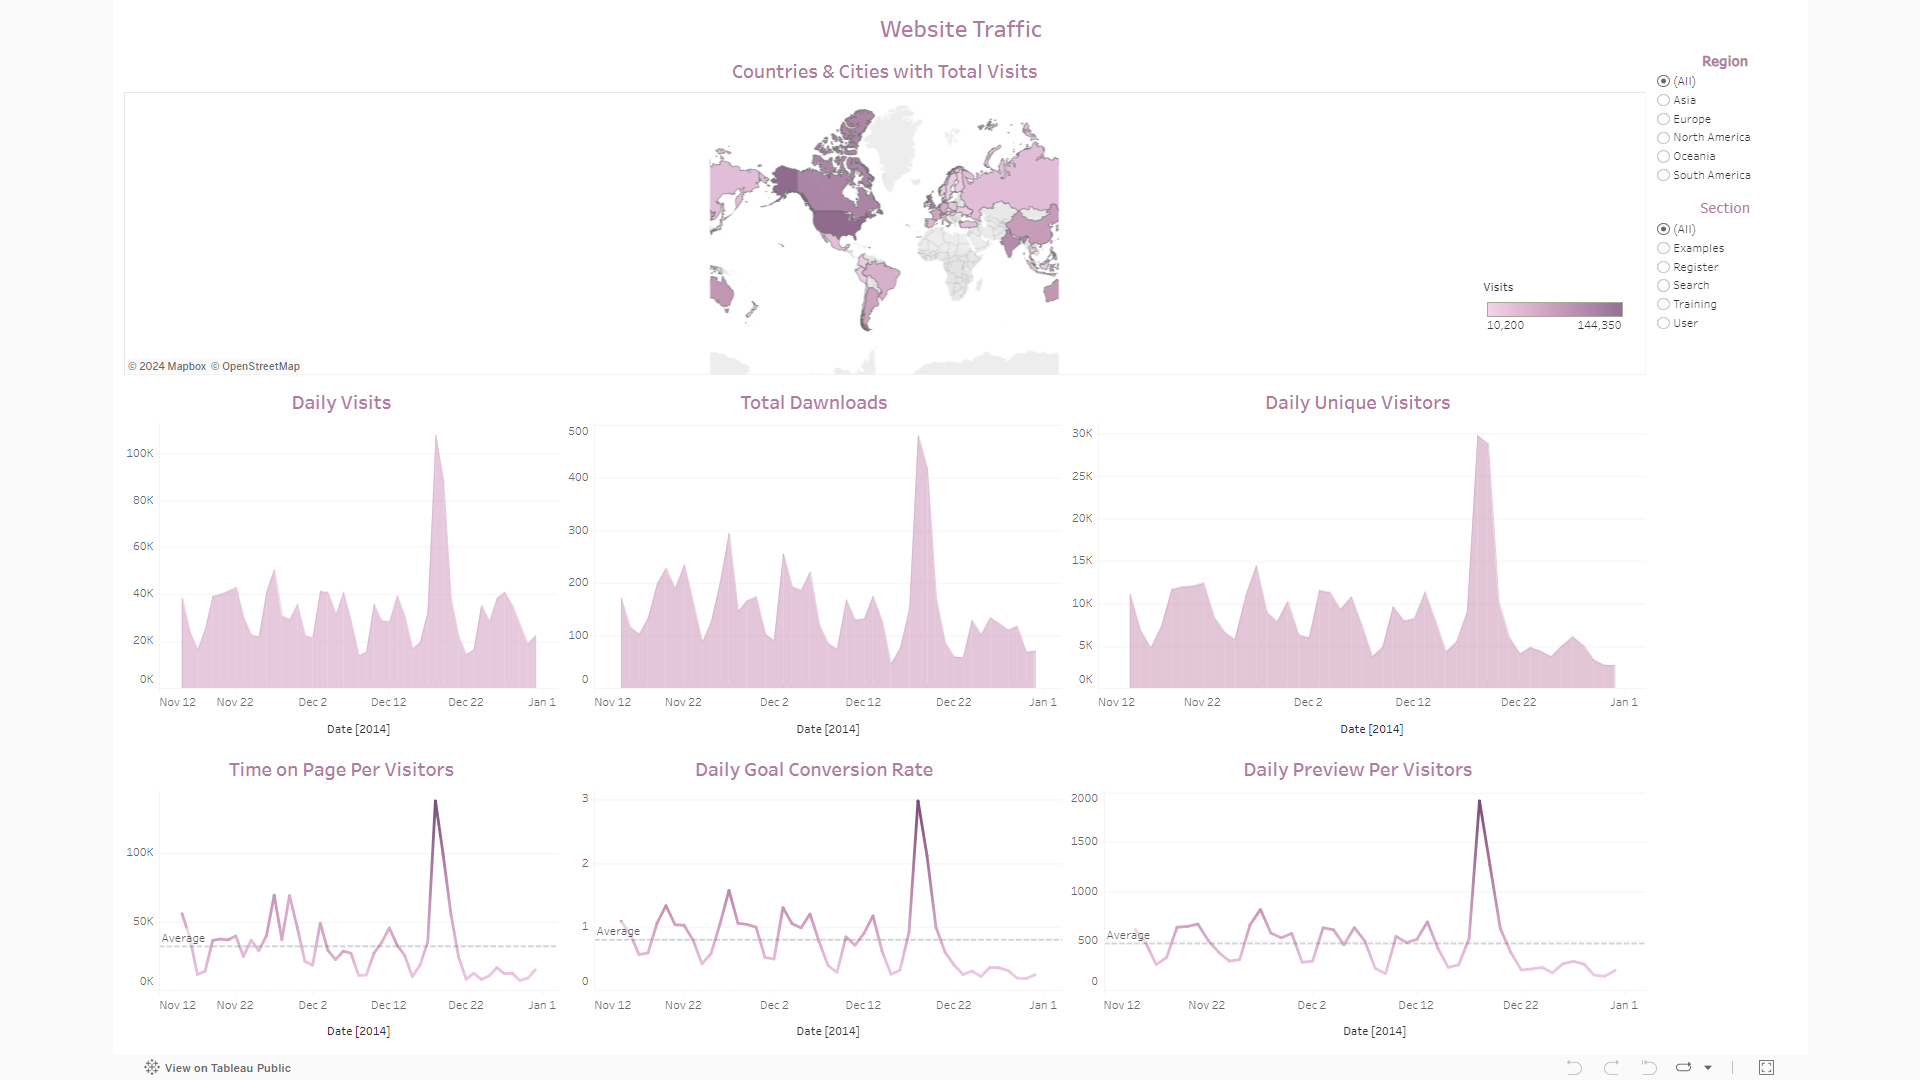 Website Traffic
Countries & Cities with Total Visits
Region
(All)
Asia
Europe
North America
Oceania
South America
Section
(All)
Examples
Register
Search
Training
User
Visits
10,200 144,350
© 2024 Mapbox © OpenStreetMap
Daily Visits
100K
80K
60K
40K
20K
0K
Nov 12 Nov 22 Dec 2 Dec 12 Dec 22 Jan 1
Date [2014]
Total Dawnloads
500
400
300
200
100
0
Nov 12 Nov 22 Dec 2 Dec 12 Dec 22 Jan 1
Date [2014]
Daily Unique Visitors
30K
25K
20K
15K
10K
5K
0K
Nov 12 Nov 22 Dec 2 Dec 12 Dec 22 Jan 1
Date [2014]
Time on Page Per Visitors
100K
50K
Average
0K
Nov 12 Nov 22 Dec 2 Dec 12 Dec 22 Jan 1
Date [2014]
Daily Goal Conversion Rate
3
2
1
Average
0
Nov 12 Nov 22 Dec 2 Dec 12 Dec 22 Jan 1
Date [2014]
Daily Preview Per Visitors
2000
1500
1000
Average
500
0
Nov 12 Nov 22 Dec 2 Dec 12 Dec 22 Jan 1
Date [2014]
View on Tableau Public